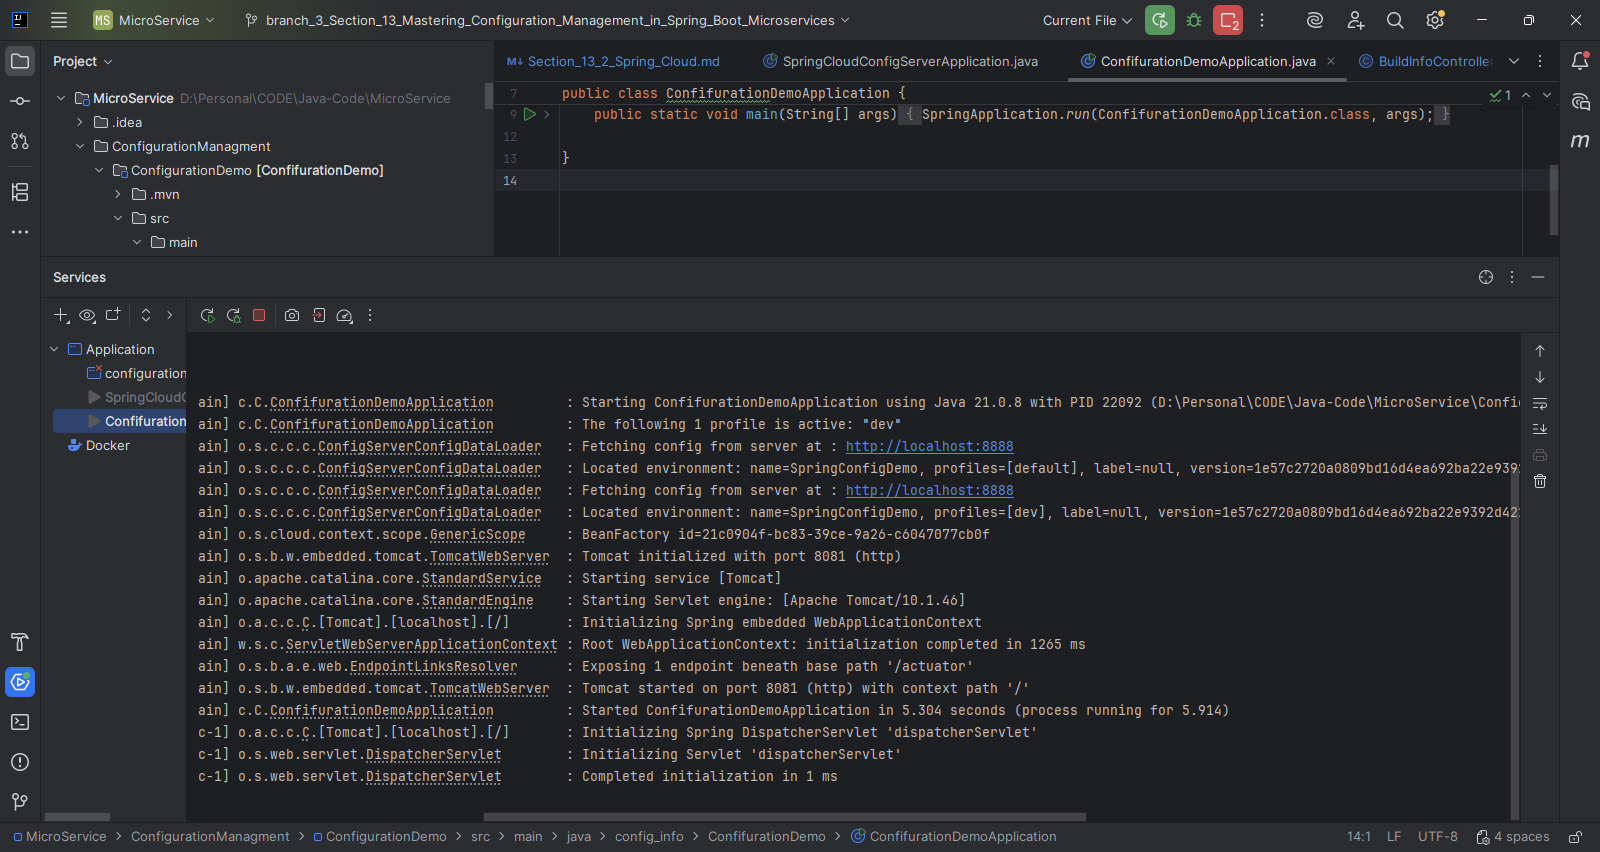 MS MicroService branch_3_Section_13_Mastering_Configuration_Management_in_Spring_Boot_Microservices Current File 2
Project
MicroService D:\Personal\CODE\Java-Code\MicroService
.idea
ConfigurationManagment
ConfigurationDemo [ConfifurationDemo]
.mvn
src
main
Section_13_2_Spring_Cloud.md SpringCloudConfigServerApplication.java ConfifurationDemoApplication.java BuildInfoController
7 public class ConfifurationDemoApplication { 1
9 public static void main(String[] args) { SpringApplication.run(ConfifurationDemoApplication.class, args); }
12
13 }
14
Services
Application
configuration
SpringCloudC
Confifuration
Docker
ain] c.C.ConfifurationDemoApplication : Starting ConfifurationDemoApplication using Java 21.0.8 with PID 22092 (D:\Personal\CODE\Java-Code\MicroService\Config
ain] c.C.ConfifurationDemoApplication : The following 1 profile is active: "dev"
ain] o.s.c.c.c.ConfigServerConfigDataLoader : Fetching config from server at : http://localhost:8888
ain] o.s.c.c.c.ConfigServerConfigDataLoader : Located environment: name=SpringConfigDemo, profiles=[default], label=null, version=1e57c2720a0809bd16d4ea692ba22e9392
ain] o.s.c.c.c.ConfigServerConfigDataLoader : Fetching config from server at : http://localhost:8888
ain] o.s.c.c.c.ConfigServerConfigDataLoader : Located environment: name=SpringConfigDemo, profiles=[dev], label=null, version=1e57c2720a0809bd16d4ea692ba22e9392d422
ain] o.s.cloud.context.scope.GenericScope : BeanFactory id=21c0904f-bc83-39ce-9a26-c6047077cb0f
ain] o.s.b.w.embedded.tomcat.TomcatWebServer : Tomcat initialized with port 8081 (http)
ain] o.apache.catalina.core.StandardService : Starting service [Tomcat]
ain] o.apache.catalina.core.StandardEngine : Starting Servlet engine: [Apache Tomcat/10.1.46]
ain] o.a.c.c.C.[Tomcat].[localhost].[/] : Initializing Spring embedded WebApplicationContext
ain] w.s.c.ServletWebServerApplicationContext : Root WebApplicationContext: initialization completed in 1265 ms
ain] o.s.b.a.e.web.EndpointLinksResolver : Exposing 1 endpoint beneath base path '/actuator'
ain] o.s.b.w.embedded.tomcat.TomcatWebServer : Tomcat started on port 8081 (http) with context path '/'
ain] c.C.ConfifurationDemoApplication : Started ConfifurationDemoApplication in 5.304 seconds (process running for 5.914)
c-1] o.a.c.c.C.[Tomcat].[localhost].[/] : Initializing Spring DispatcherServlet 'dispatcherServlet'
c-1] o.s.web.servlet.DispatcherServlet : Initializing Servlet 'dispatcherServlet'
c-1] o.s.web.servlet.DispatcherServlet : Completed initialization in 1 ms
MicroService > ConfigurationManagment > ConfigurationDemo > src > main > java > config_info > ConfifurationDemo > ConfifurationDemoApplication 14:1 LF UTF-8 4 spaces